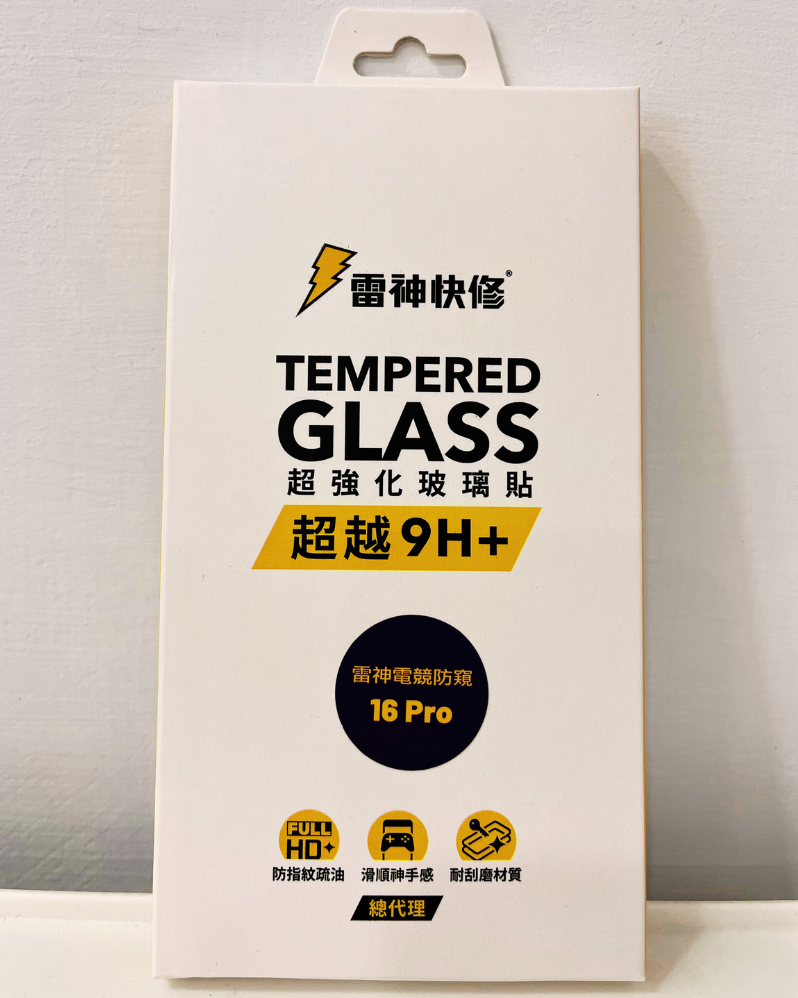 雷神快修®
TEMPERED
GLASS
超強化玻璃貼
超越9H+
雷神電競防窺
16 Pro
FULL
HD+
防指紋疏油 滑順神手感 耐刮磨材質
總代理